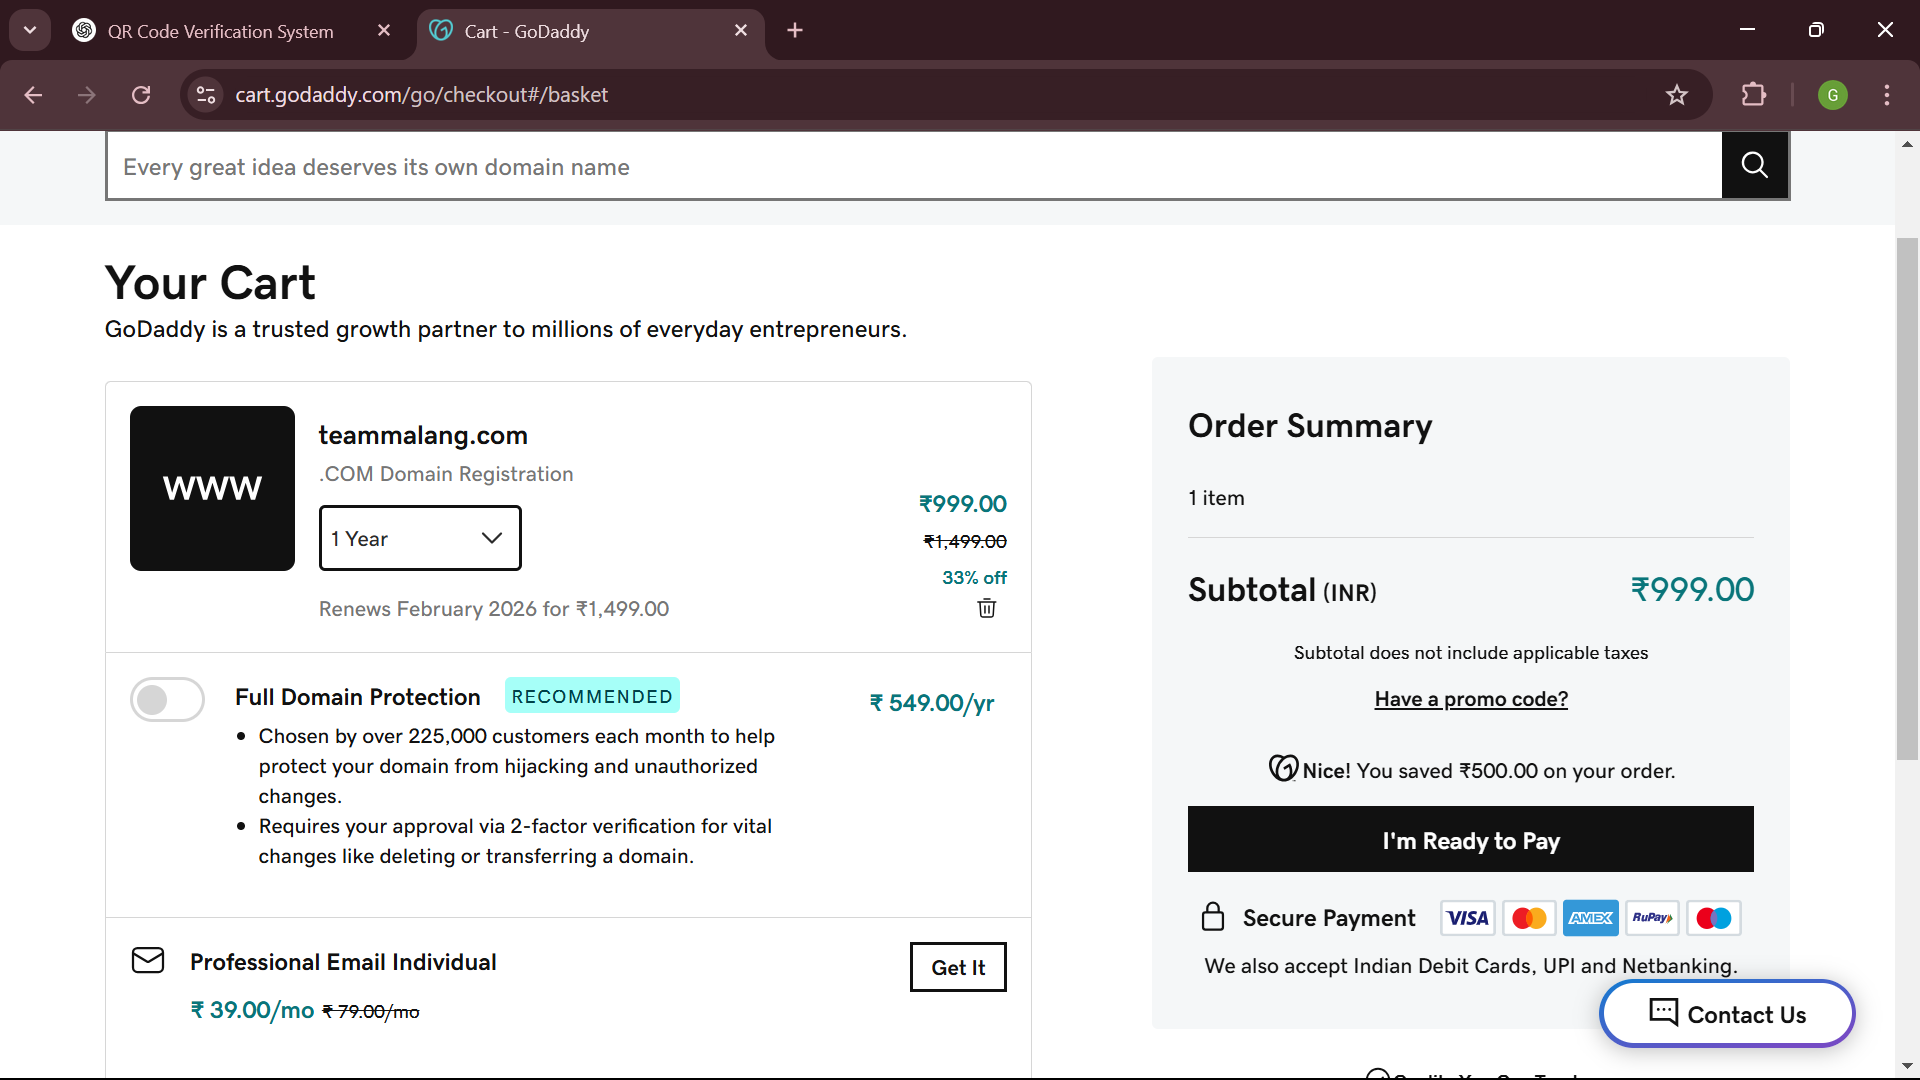 QR Code Verification System
Cart - GoDaddy
cart.godaddy.com/go/checkout#/basket
G
Every great idea deserves its own domain name
Your Cart
GoDaddy is a trusted growth partner to millions of everyday entrepreneurs.
www
teammalang.com
.COM Domain Registration
1 Year
Renews February 2026 for ₹1,499.00
₹999.00
₹1,499.00
33% off
Full Domain Protection RECOMMENDED
₹ 549.00/yr
• Chosen by over 225,000 customers each month to help
protect your domain from hijacking and unauthorized
changes.
• Requires your approval via 2-factor verification for vital
changes like deleting or transferring a domain.
Professional Email Individual
Get It
₹ 39.00/mo ₹ 79.00/mo
Order Summary
1 item
Subtotal (INR) ₹999.00
Subtotal does not include applicable taxes
Have a promo code?
Nice! You saved ₹500.00 on your order.
I'm Ready to Pay
Secure Payment VISA AMEX RuPay
We also accept Indian Debit Cards, UPI and Netbanking.
Contact Us